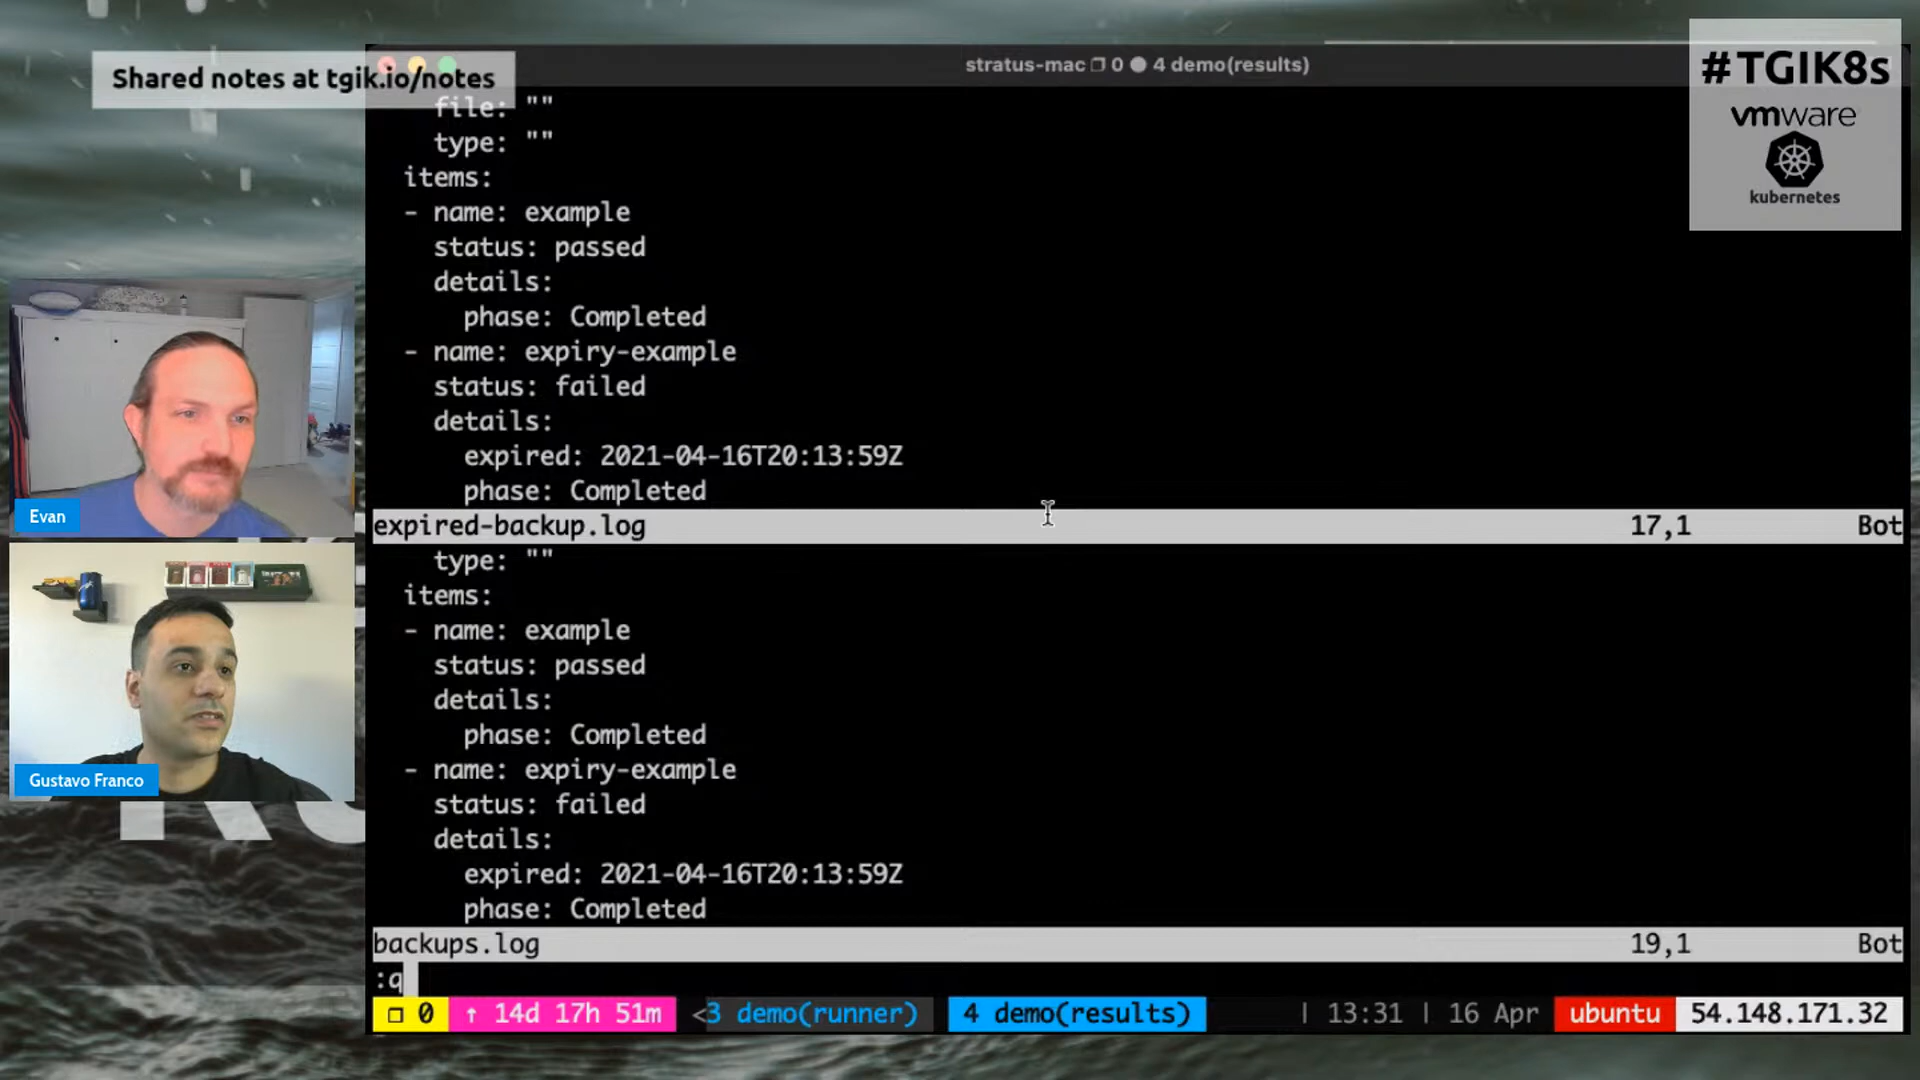 Shared notes at tgik.io/notes
stratus-mac 0 4 demo(results)
#TGIK8s
vmware
kubernetes
file: ""
type: ""
items:
- name: example
status: passed
details:
phase: Completed
- name: expiry-example
status: failed
details:
expired: 2021-04-16T20:13:59Z
phase: Completed
expired-backup.log 17,1 Bot
type: ""
items:
- name: example
status: passed
details:
phase: Completed
- name: expiry-example
status: failed
details:
expired: 2021-04-16T20:13:59Z
phase: Completed
backups.log 19,1 Bot
:q
0 ↑ 14d 17h 51m <3 demo(runner) 4 demo(results) | 13:31 | 16 Apr ubuntu 54.148.171.32
Evan
Gustavo Franco